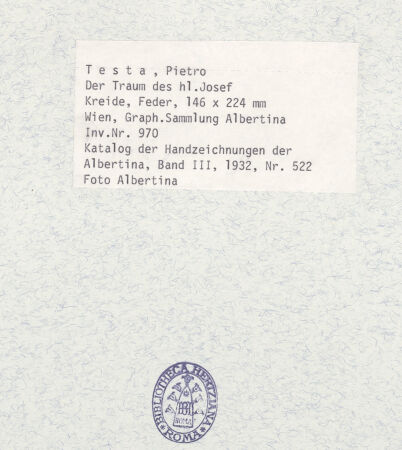 T e s t a , Pietro
Der Traum des hl.Josef
Kreide, Feder, 146 x 224 mm
Wien, Graph.Sammlung Albertina
Inv.Nr. 970
Katalog der Handzeichnungen der
Albertina, Band III, 1932, Nr. 522
Foto Albertina
BIBLIOTHECA HERTZIANA
ROMA
* ROMA *